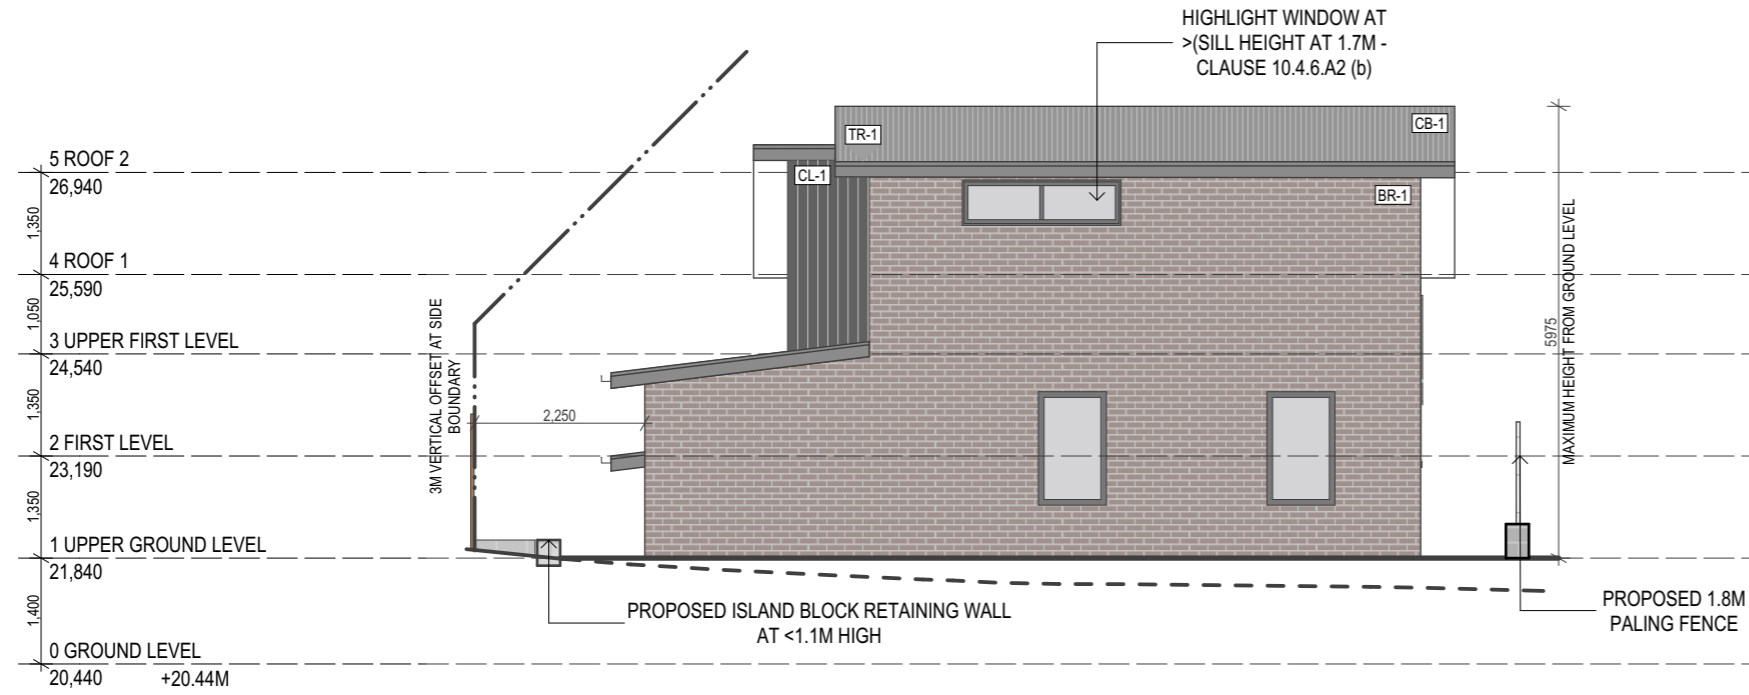 HIGHLIGHT WINDOW AT
>(SILL HEIGHT AT 1.7M -
CLAUSE 10.4.6.A2 (b)
TR-1
CB-1
CL-1
BR-1
5 ROOF 2
26,940
1,350
4 ROOF 1
25,590
1,050
3 UPPER FIRST LEVEL
24,540
1,350
2 FIRST LEVEL
23,190
1,350
1 UPPER GROUND LEVEL
21,840
1,400
0 GROUND LEVEL
20,440 +20.44M
3M VERTICAL OFFSET AT SIDE
BOUNDARY
2,250
5975
MAXIMUM HEIGHT FROM GROUND LEVEL
PROPOSED ISLAND BLOCK RETAINING WALL
AT <1.1M HIGH
PROPOSED 1.8M
PALING FENCE